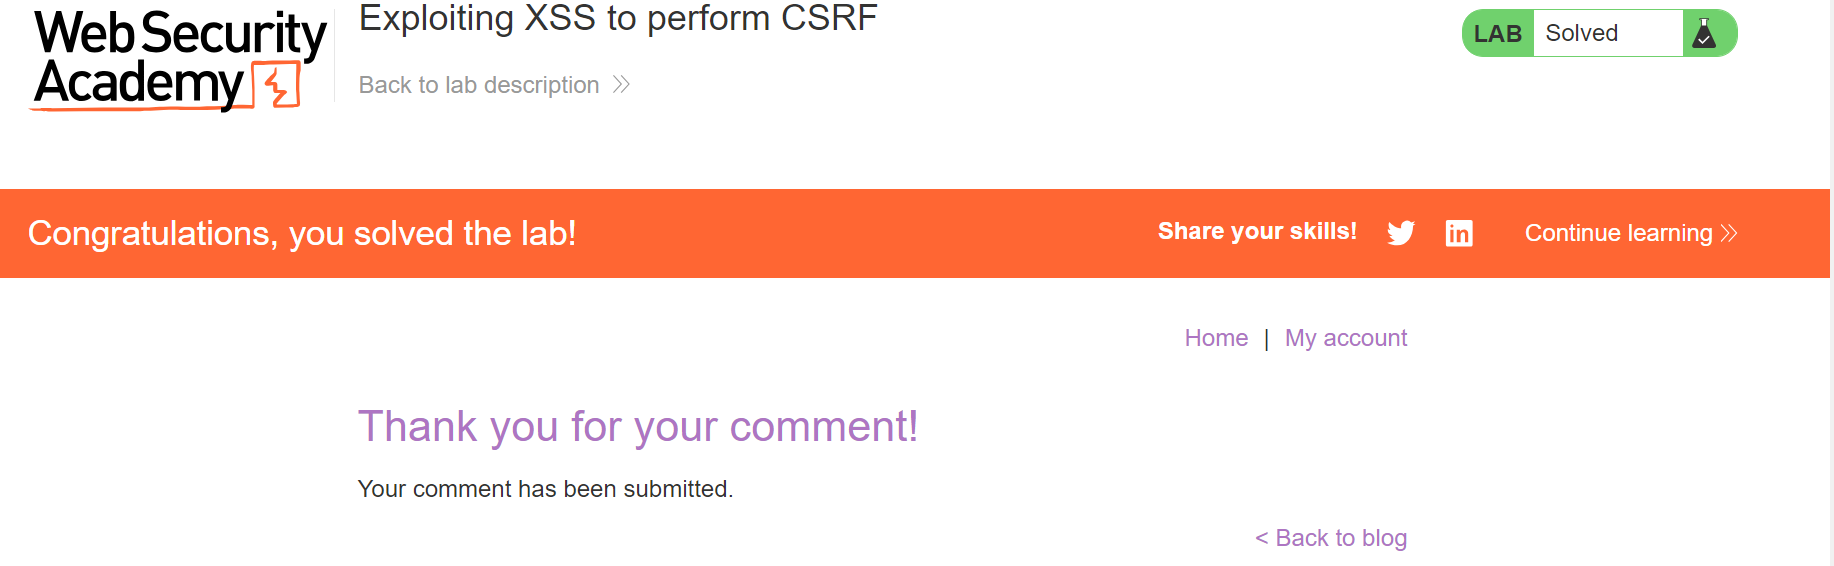 Web Security
Academy
Exploiting XSS to perform CSRF
Back to lab description
LAB Solved
Congratulations, you solved the lab!
Share your skills!
Continue learning
Home | My account
Thank you for your comment!
Your comment has been submitted.
< Back to blog